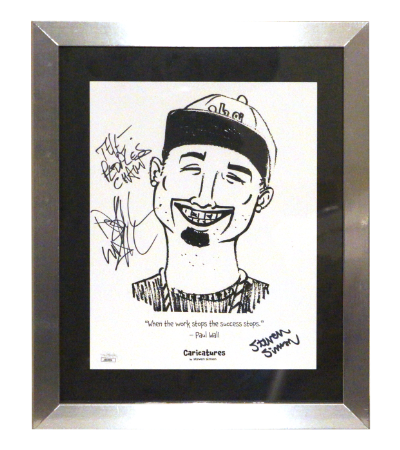 THE
PEOPLES
CHAMP
"When the work stops the success stops."
– Paul Wall
Caricatures
Steven
Simon